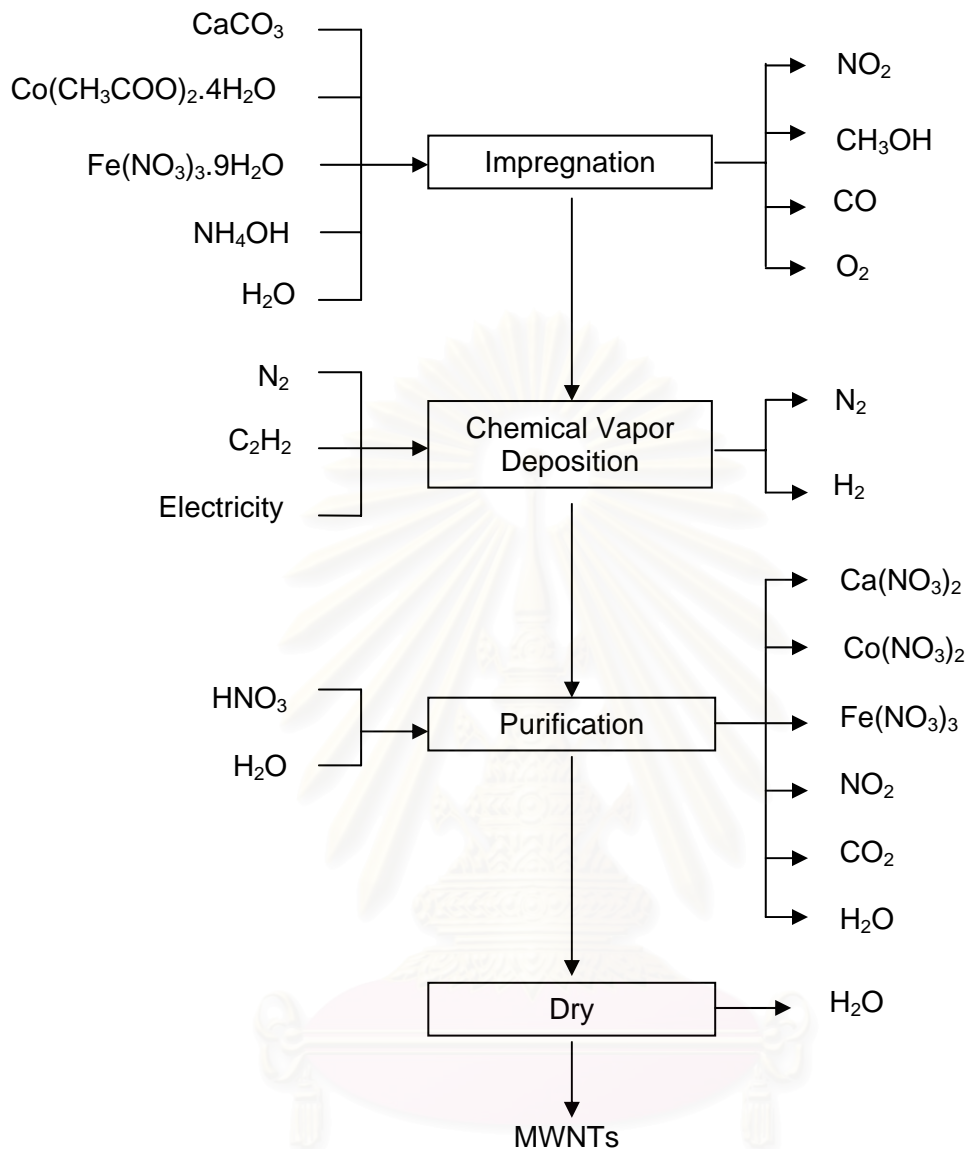 CaCO₃
Co(CH₃COO)₂.4H₂O
Fe(NO₃)₃.9H₂O
NH₄OH
H₂O
Impregnation
NO₂
CH₃OH
CO
O₂
N₂
C₂H₂
Electricity
Chemical Vapor
Deposition
N₂
H₂
HNO₃
H₂O
Purification
Ca(NO₃)₂
Co(NO₃)₂
Fe(NO₃)₃
NO₂
CO₂
H₂O
Dry
H₂O
MWNTs